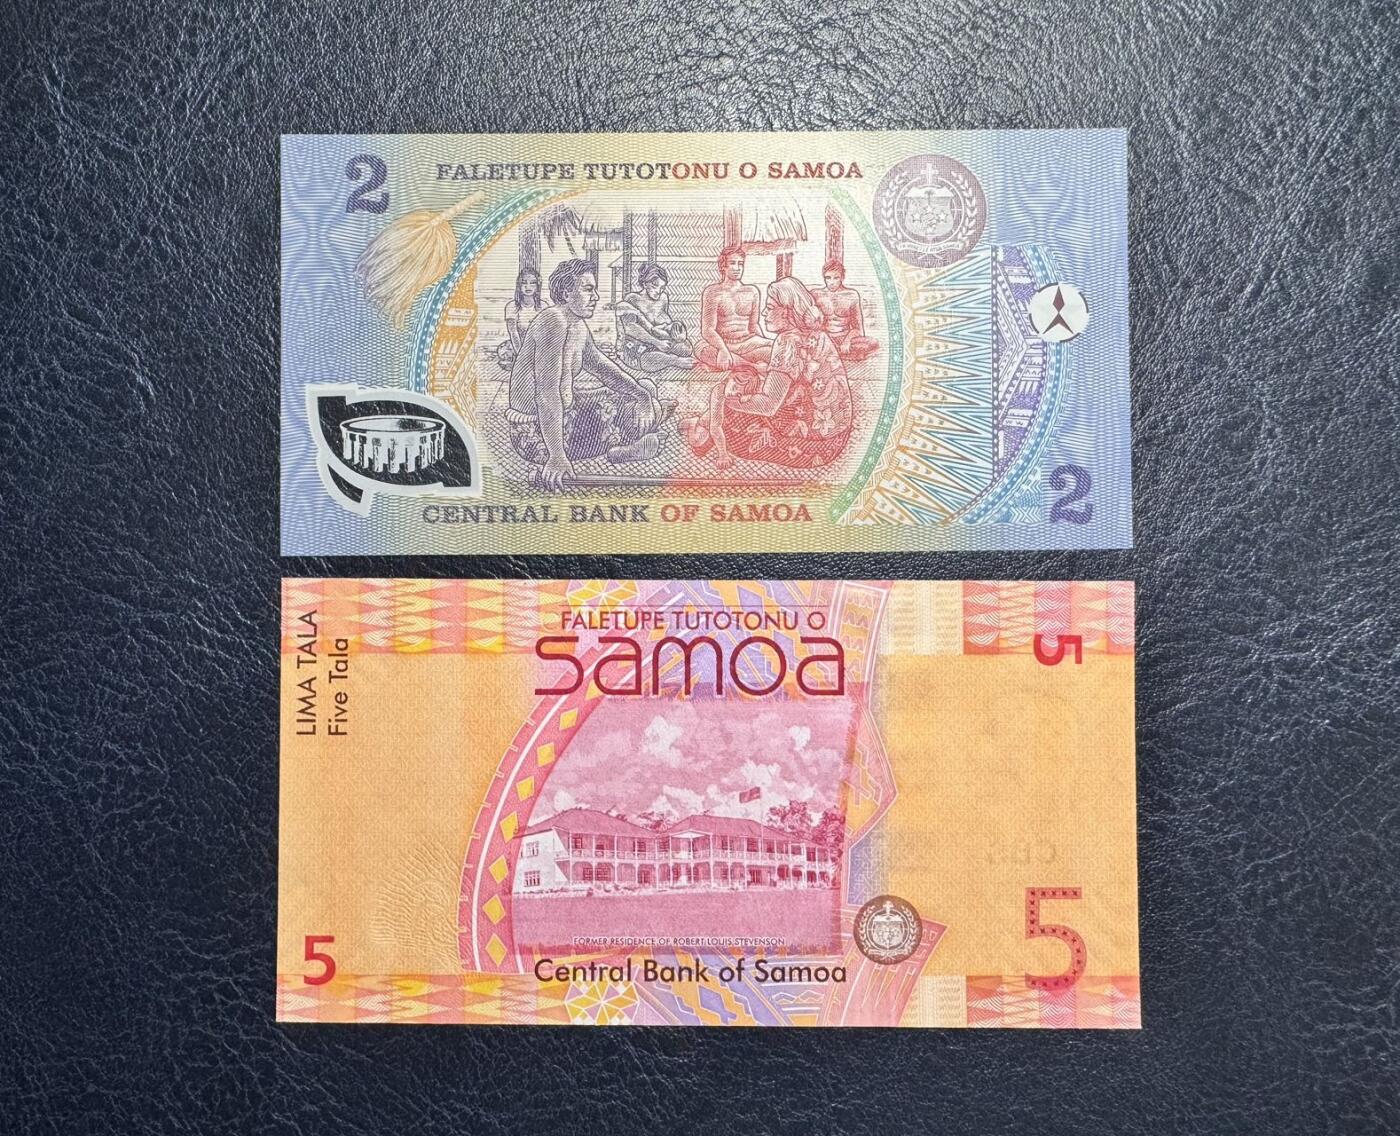 2
FALETUPE TUTOTONU O SAMOA
CENTRAL BANK OF SAMOA
2
LIMA TALA
Five Tala
FALETUPE TUTOTONU O
samoa
5
FORMER RESIDENCE OF ROBERT LOUIS STEVENSON
Central Bank of Samoa
5
5